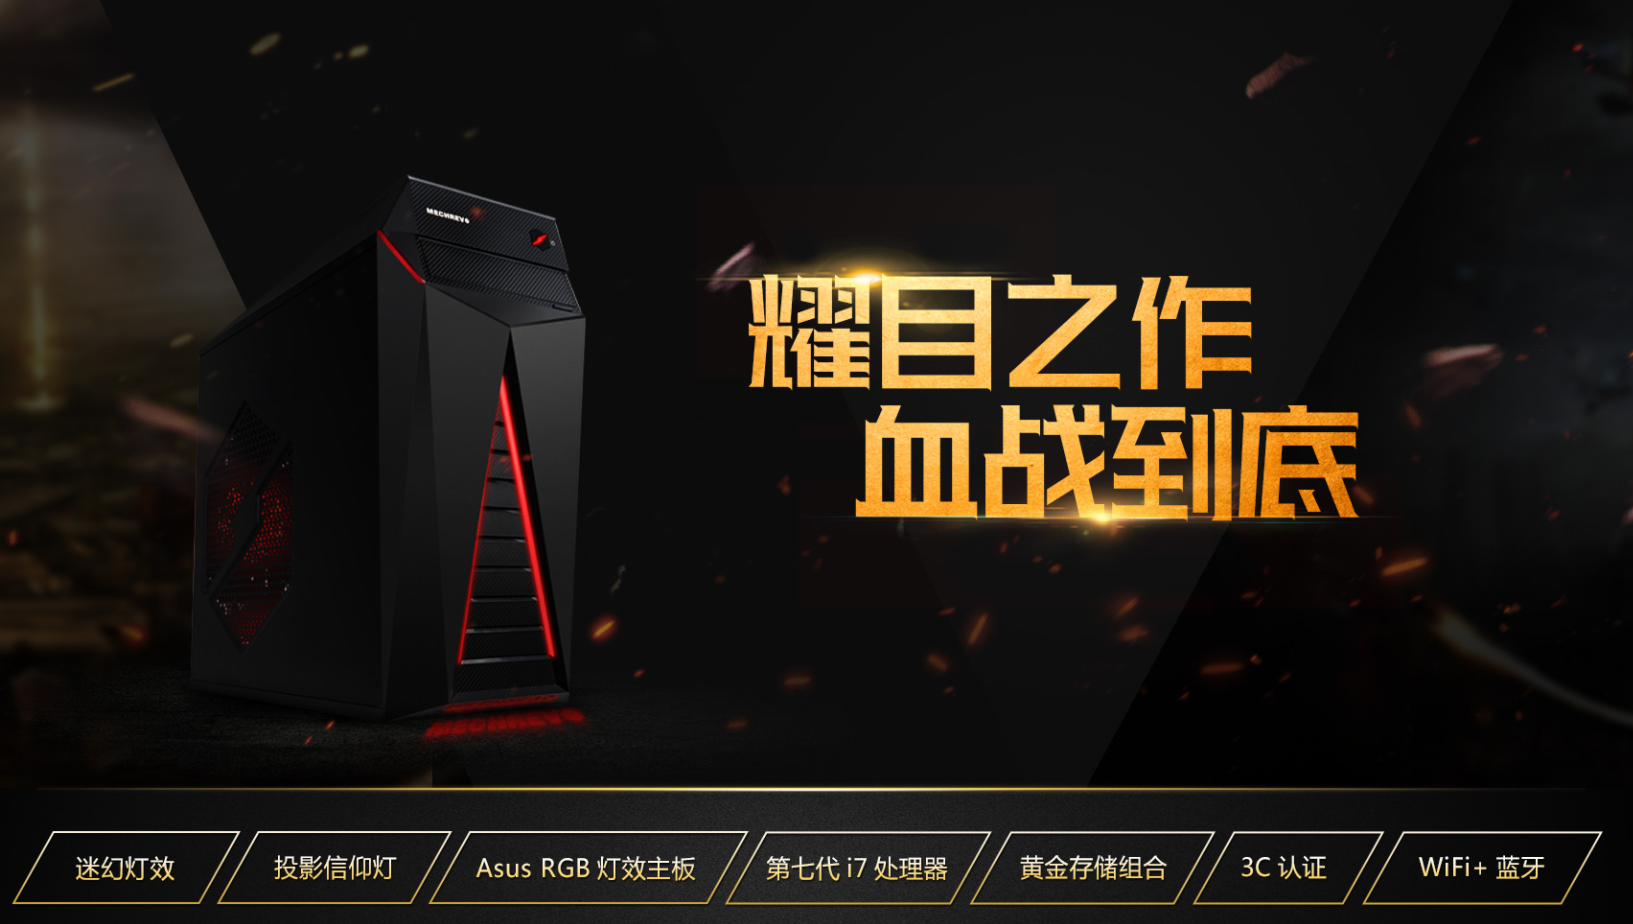 MECHREVO
耀目之作
血战到底
MECHREVO
迷幻灯效
投影信仰灯
Asus RGB 灯效主板
第七代 i7 处理器
黄金存储组合
3C 认证
WiFi+ 蓝牙